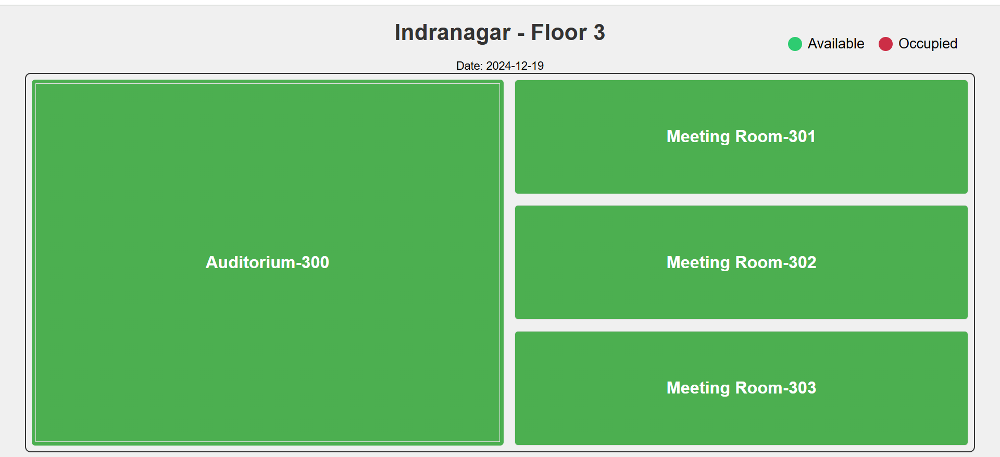 Indranagar - Floor 3
Available
Occupied
Date: 2024-12-19
Auditorium-300
Meeting Room-301
Meeting Room-302
Meeting Room-303